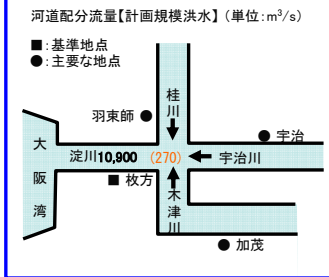 河道配分流量【計画規模洪水】(単位:m³/s)
■:基準地点
●:主要な地点
桂川
羽束師 ●
● 宇治
大阪湾
淀川10,900 (270)
宇治川
■ 枚方
木津川
● 加茂